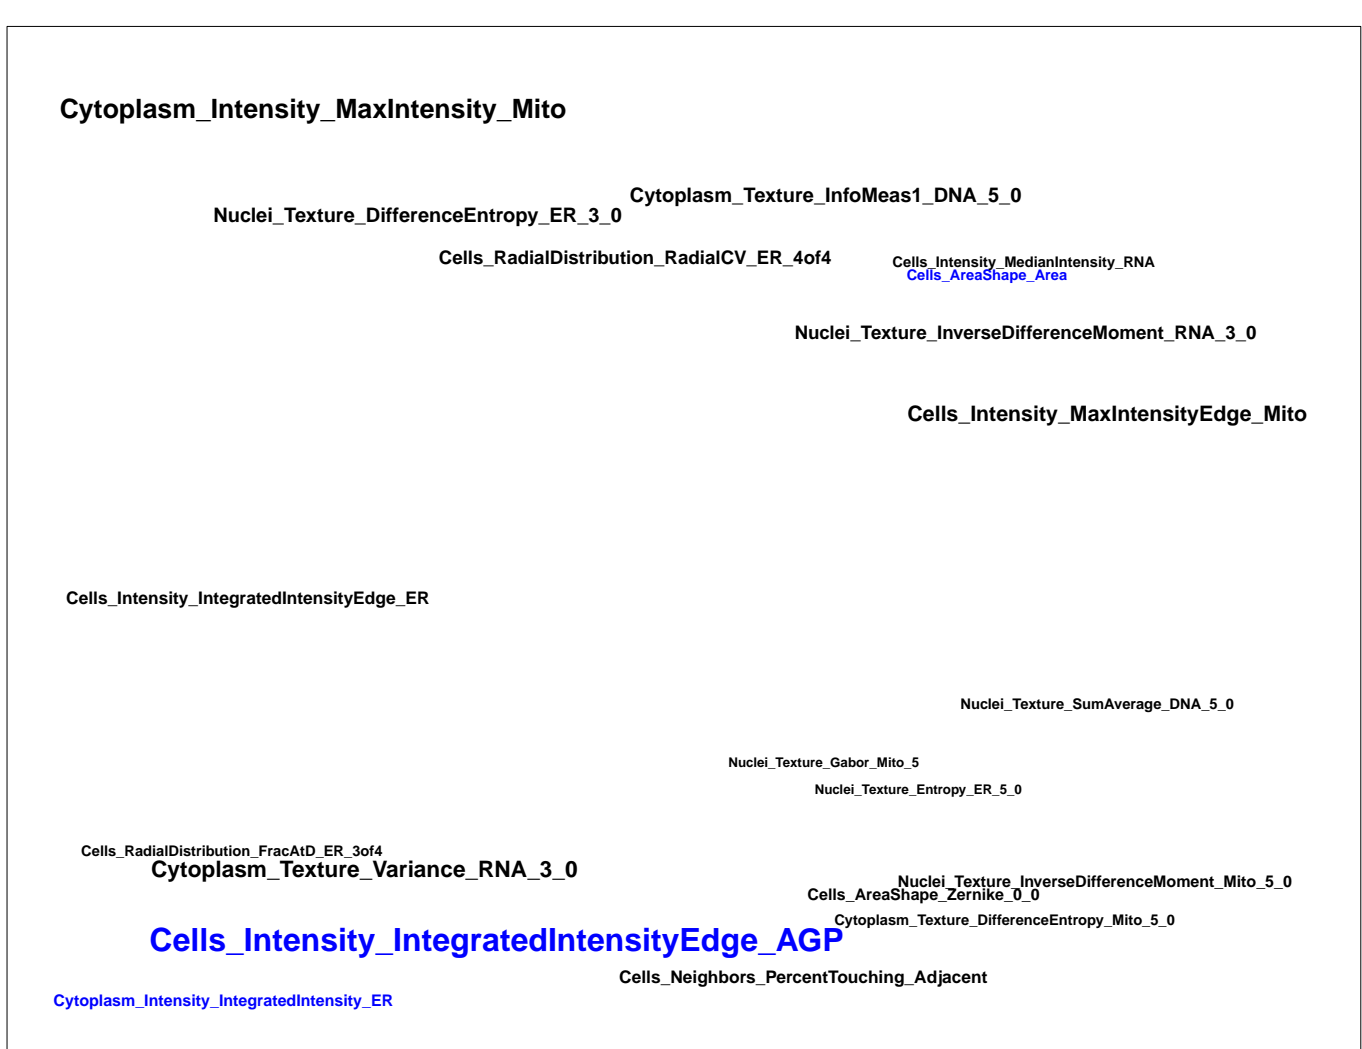 Cytoplasm_Intensity_MaxIntensity_Mito
Cytoplasm_Texture_InfoMeas1_DNA_5_0
Nuclei_Texture_DifferenceEntropy_ER_3_0
Cells_RadialDistribution_RadialCV_ER_4of4
Cells_Intensity_MedianIntensity_RNA
Cells_AreaShape_Area
Nuclei_Texture_InverseDifferenceMoment_RNA_3_0
Cells_Intensity_MaxIntensityEdge_Mito
Cells_Intensity_IntegratedIntensityEdge_ER
Nuclei_Texture_SumAverage_DNA_5_0
Nuclei_Texture_Gabor_Mito_5
Nuclei_Texture_Entropy_ER_5_0
Cells_RadialDistribution_FracAtD_ER_3of4
Cytoplasm_Texture_Variance_RNA_3_0
Nuclei_Texture_InverseDifferenceMoment_Mito_5_0
Cells_AreaShape_Zernike_0_0
Cytoplasm_Texture_DifferenceEntropy_Mito_5_0
Cells_Intensity_IntegratedIntensityEdge_AGP
Cells_Neighbors_PercentTouching_Adjacent
Cytoplasm_Intensity_IntegratedIntensity_ER